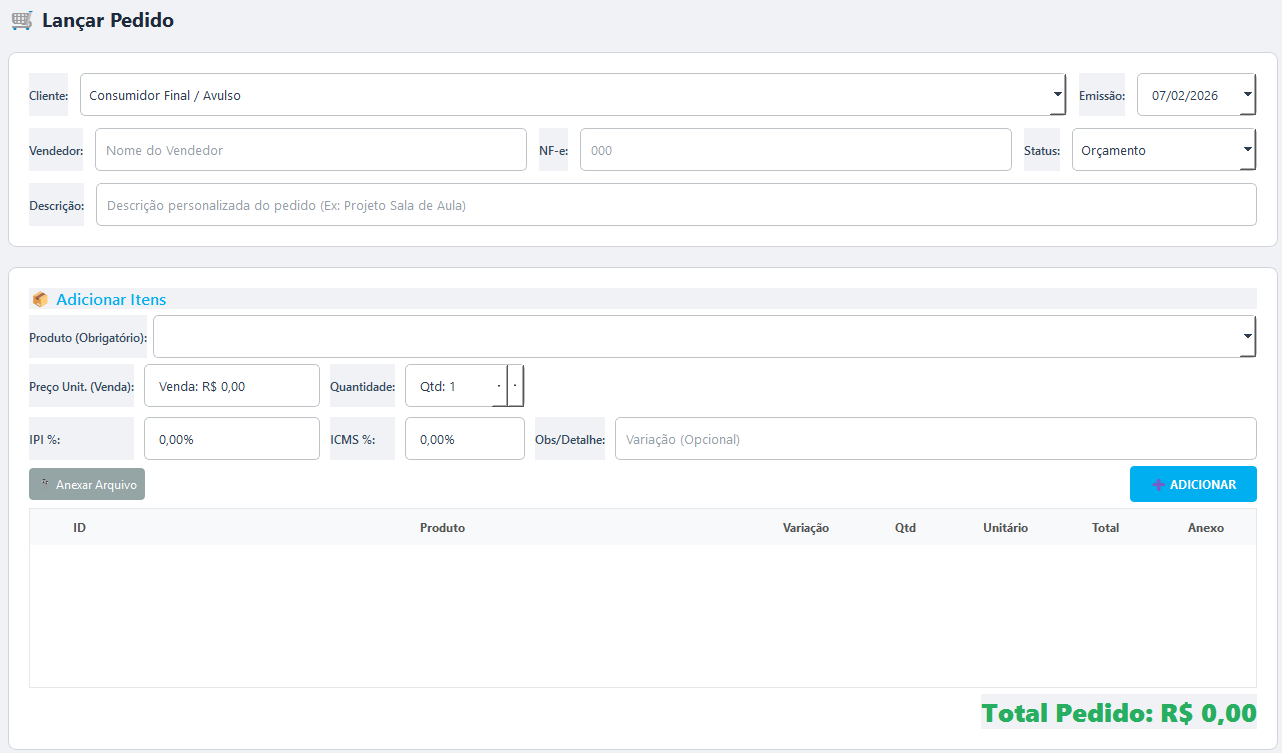 Lançar Pedido
Cliente: Consumidor Final / Avulso Emissão: 07/02/2026
Vendedor: Nome do Vendedor NF-e: 000 Status: Orçamento
Descrição: Descrição personalizada do pedido (Ex: Projeto Sala de Aula)
Adicionar Itens
Produto (Obrigatório):
Preço Unit. (Venda): Venda: R$ 0,00 Quantidade: Qtd: 1
IPI %: 0,00% ICMS %: 0,00% Obs/Detalhe: Variação (Opcional)
Anexar Arquivo ADICIONAR
ID Produto Variação Qtd Unitário Total Anexo
Total Pedido: R$ 0,00